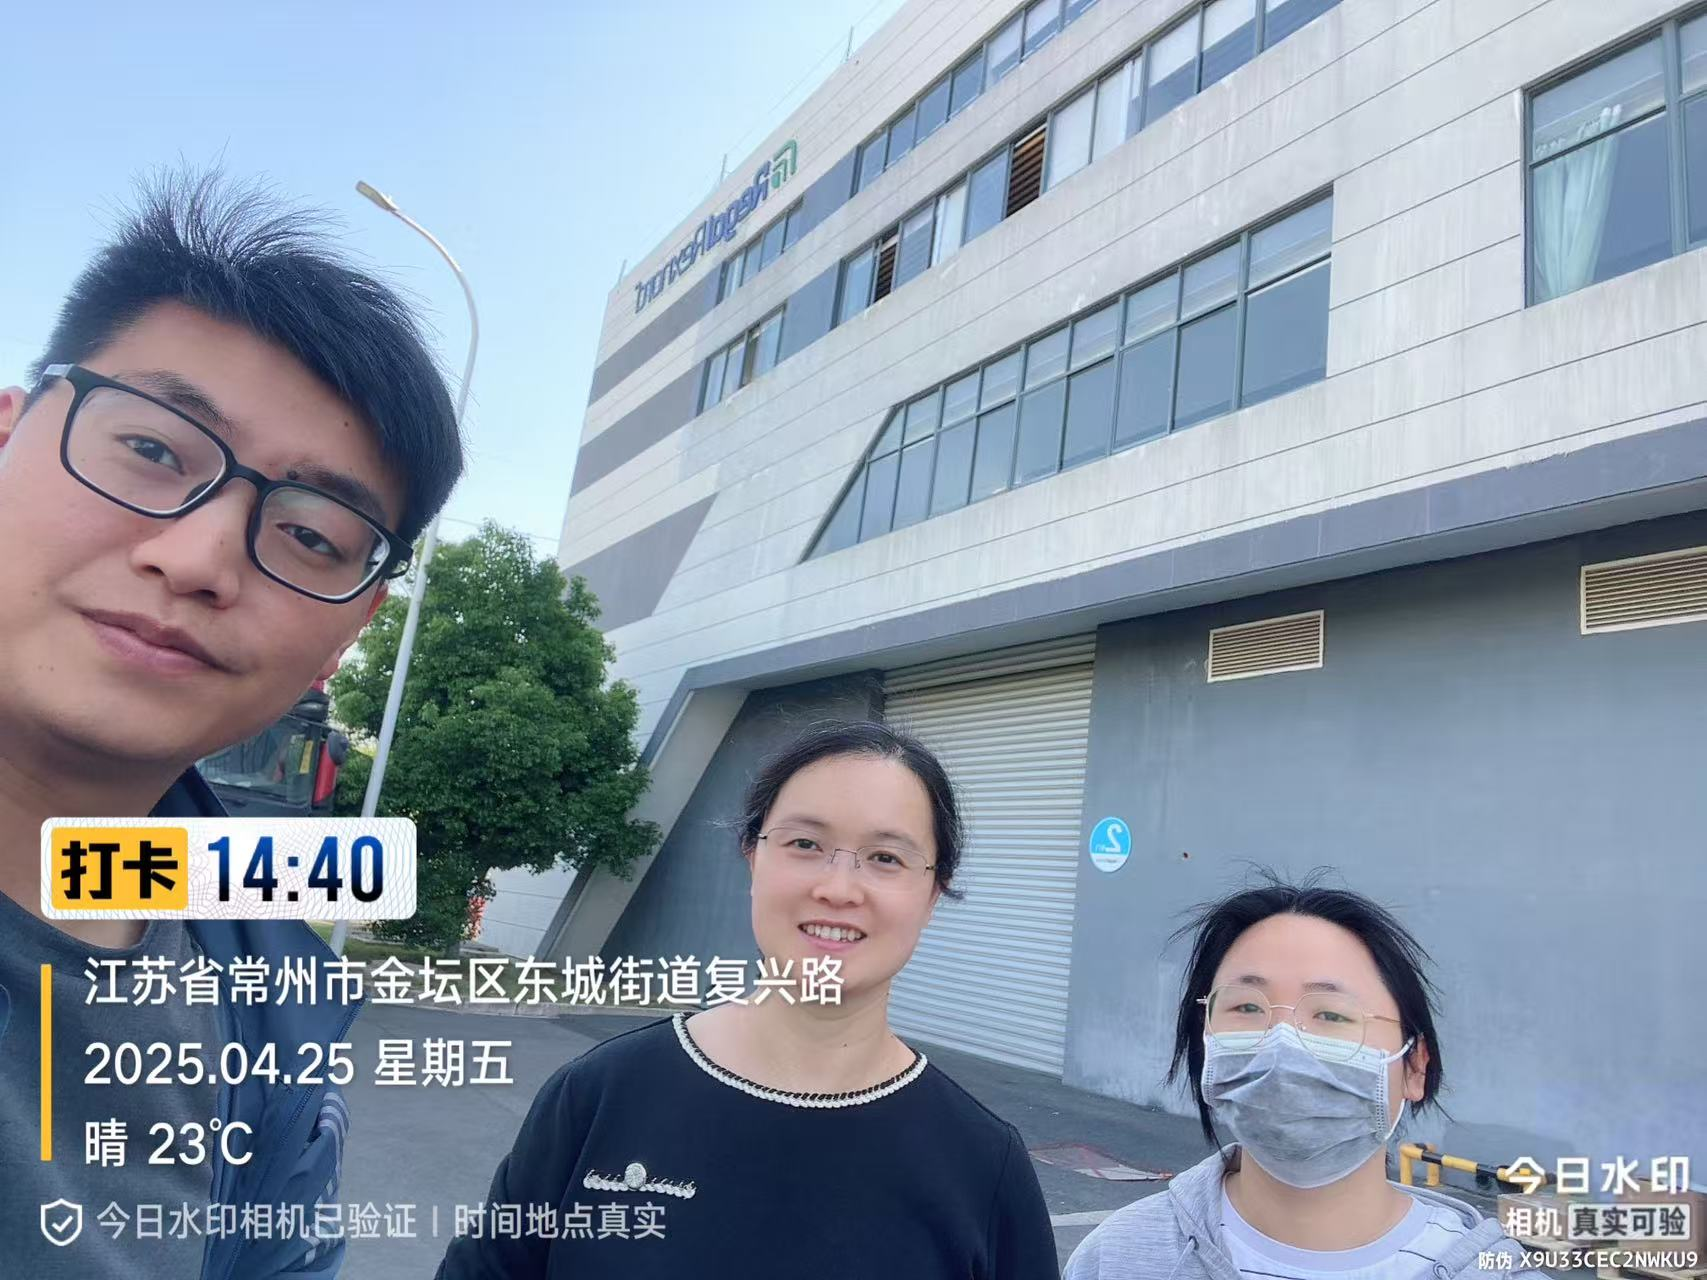 RegalRexnord
2
打卡 14:40
江苏省常州市金坛区东城街道复兴路
2025.04.25 星期五
晴 23℃
今日水印相机已验证 | 时间地点真实
今日水印
相机 真实可验
防伪 X9U33CEC2NWKU9